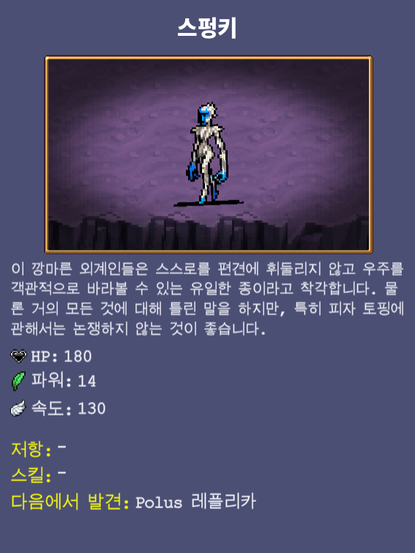 스펑키
이 깡마른 외계인들은 스스로를 편견에 휘둘리지 않고 우주를
객관적으로 바라볼 수 있는 유일한 종이라고 착각합니다. 물
론 거의 모든 것에 대해 틀린 말을 하지만, 특히 피자 토핑에
관해서는 논쟁하지 않는 것이 좋습니다.
HP: 180
파워: 14
속도: 130
저항: -
스킬: -
다음에서 발견: Polus 레플리카